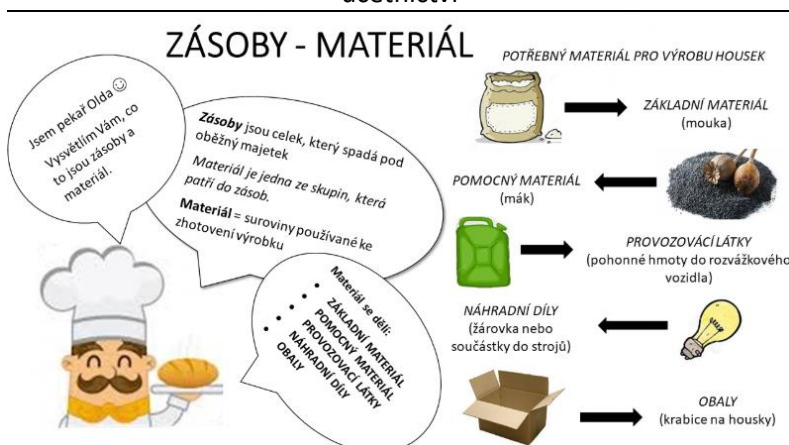 účetnictví
ZÁSOBY - MATERIÁL
Jsem pekař Olda
Vysvětlím Vám, co
to jsou zásoby a
materiál.
Zásoby jsou celek, který spadá pod
oběžný majetek
Materiál je jedna ze skupin, která
patří do zásob.
Materiál = suroviny používané ke
zhotovení výrobku
Materiál se dělí:
• ZÁKLADNÍ MATERIÁL
• POMOCNÝ MATERIÁL
• PROVOZOVACÍ LÁTKY
• NÁHRADNÍ DÍLY
• OBALY
POTŘEBNÝ MATERIÁL PRO VÝROBU HOUSEK
ZÁKLADNÍ MATERIÁL
(mouka)
POMOCNÝ MATERIÁL
(mák)
PROVOZOVÁCÍ LÁTKY
(pohonné hmoty do rozvážkového
vozidla)
NÁHRADNÍ DÍLY
(žárovka nebo
součástky do strojů)
OBALY
(krabice na housky)